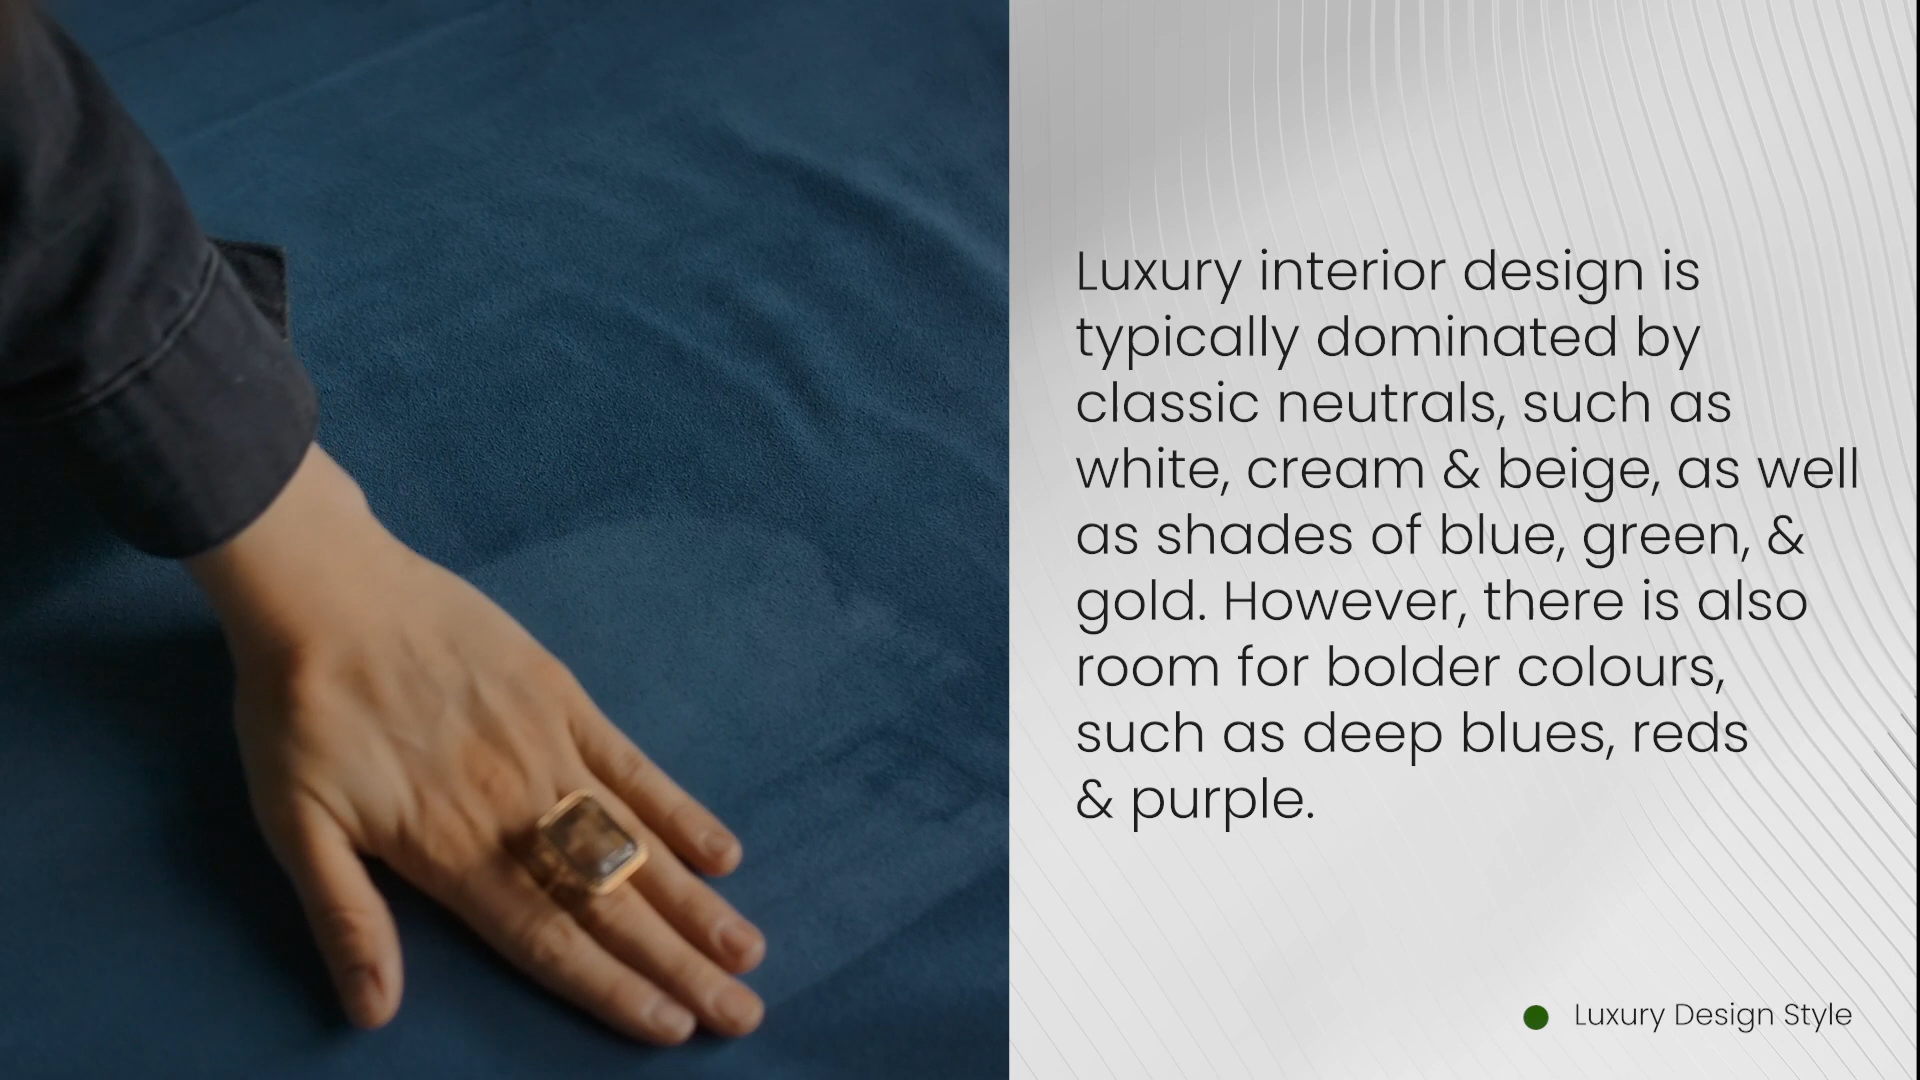 Luxury interior design is
typically dominated by
classic neutrals, such as
white, cream & beige, as well
as shades of blue, green, &
gold. However, there is also
room for bolder colours,
such as deep blues, reds
& purple.
Luxury Design Style